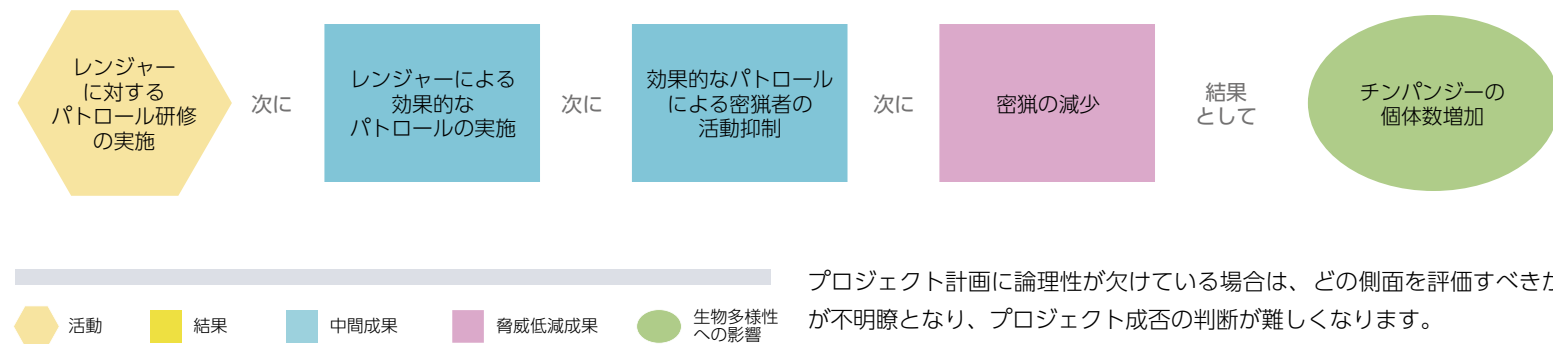 レンジャー
に対する
パトロール研修
の実施
次に
レンジャーによる
効果的な
パトロールの実施
次に
効果的なパトロール
による密猟者の
活動抑制
次に
密猟の減少
結果
として
チンパンジーの
個体数増加
活動
結果
中間成果
脅威低減成果
生物多様性
への影響
プロジェクト計画に論理性が欠けている場合は、どの側面を評価すべきか
が不明瞭となり、プロジェクト成否の判断が難しくなります。